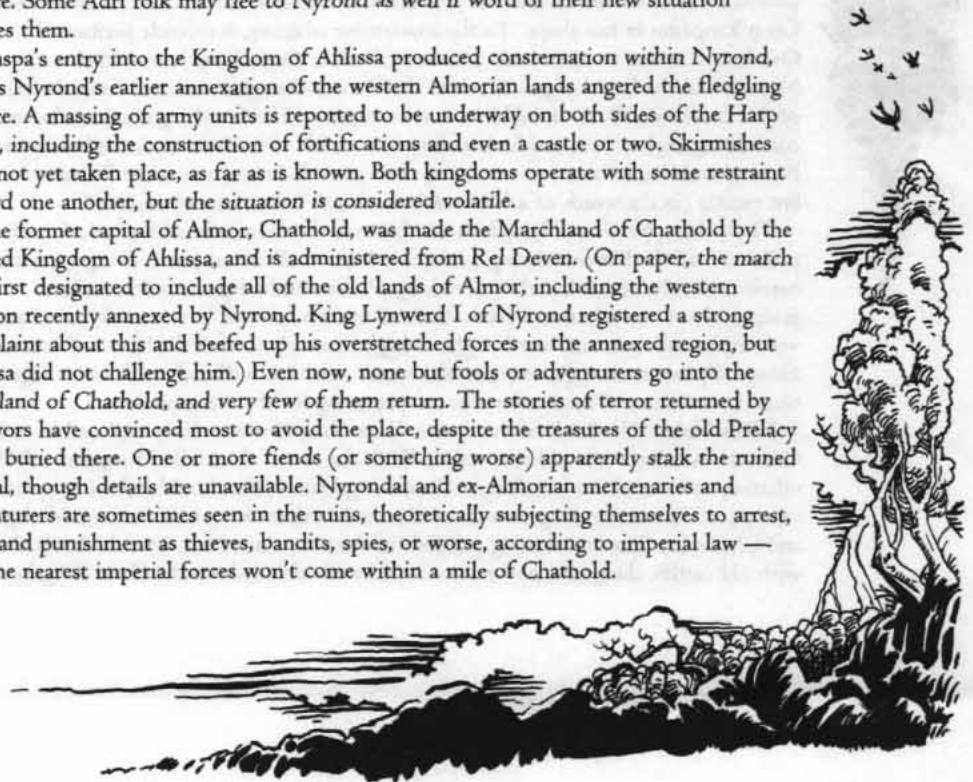 e. Some Adri folk may flee to Nyrond as well if word of their new situation
es them.
spa's entry into the Kingdom of Ahlissa produced consternation within Nyrond,
s Nyrond's earlier annexation of the western Almorian lands angered the fledgling
re. A massing of army units is reported to be underway on both sides of the Harp
, including the construction of fortifications and even a castle or two. Skirmishes
not yet taken place, as far as is known. Both kingdoms operate with some restraint
rd one another, but the situation is considered volatile.
e former capital of Almor, Chathold, was made the Marchland of Chathold by the
ed Kingdom of Ahlissa, and is administered from Rel Deven. (On paper, the march
irst designated to include all of the old lands of Almor, including the western
on recently annexed by Nyrond. King Lynwerd I of Nyrond registered a strong
laint about this and beefed up his overstretched forces in the annexed region, but
sa did not challenge him.) Even now, none but fools or adventurers go into the
land of Chathold, and very few of them return. The stories of terror returned by
vors have convinced most to avoid the place, despite the treasures of the old Prelacy
buried there. One or more fiends (or something worse) apparently stalk the ruined
al, though details are unavailable. Nyrondal and ex-Almorian mercenaries and
nturers are sometimes seen in the ruins, theoretically subjecting themselves to arrest,
and punishment as thieves, bandits, spies, or worse, according to imperial law
he nearest imperial forces won't come within a mile of Chathold.